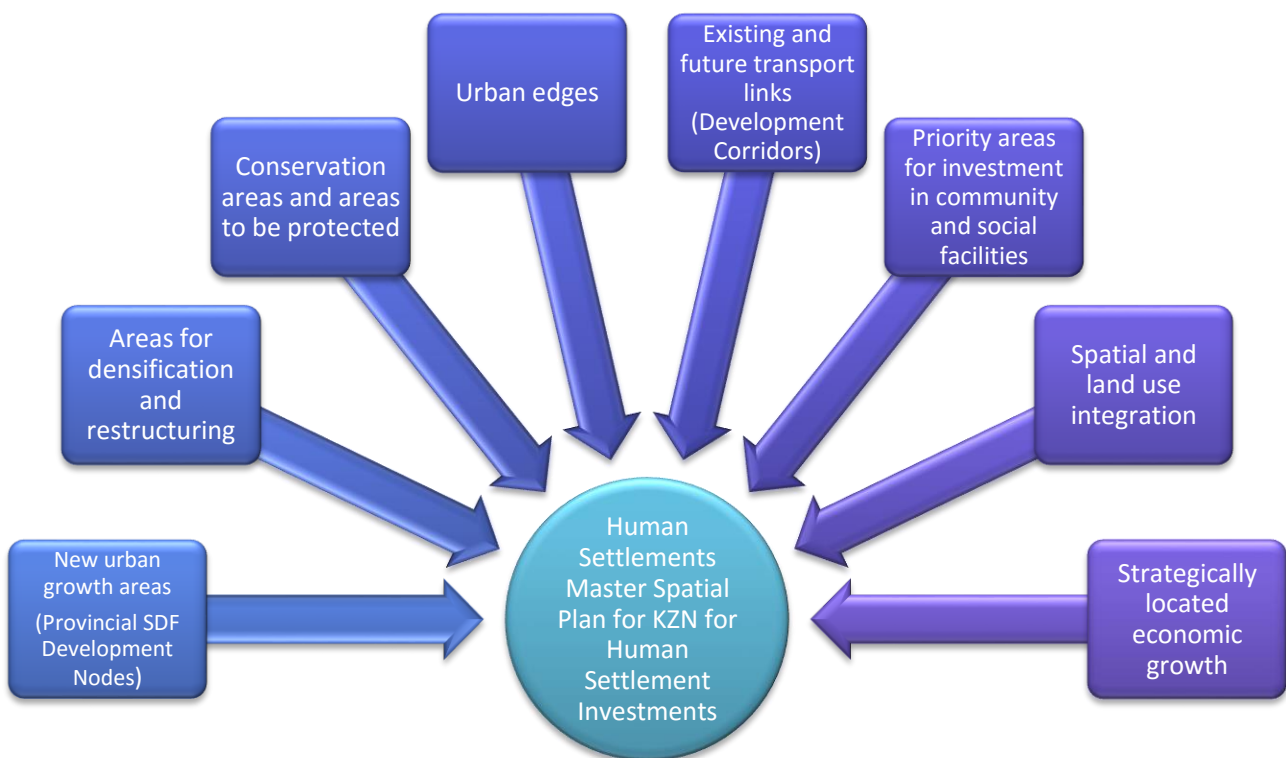 New urban
growth areas
(Provincial SDF
Development
Nodes)
Areas for
densification
and
restructuring
Conservation
areas and areas
to be protected
Urban edges
Existing and
future transport
links
(Development
Corridors)
Priority areas
for investment
in community
and social
facilities
Spatial and
land use
integration
Strategically
located
economic
growth
Human
Settlements
Master Spatial
Plan for KZN for
Human
Settlement
Investments